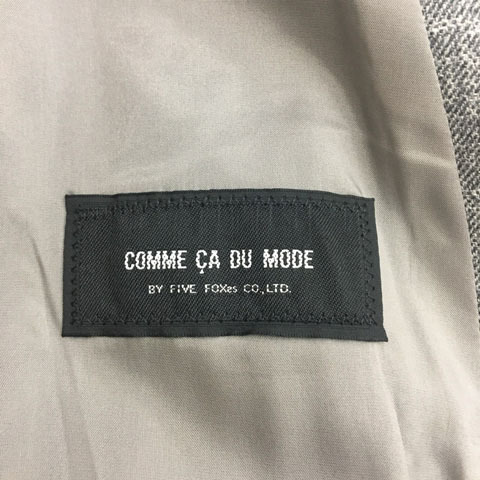 COMME ÇA DU MODE
BY FIVE FOXes CO.,LTD.